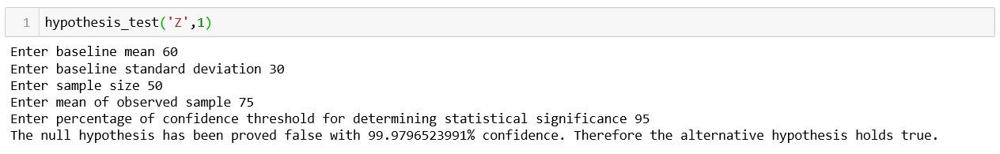 1 hypothesis_test('Z',1)
Enter baseline mean 60
Enter baseline standard deviation 30
Enter sample size 50
Enter mean of observed sample 75
Enter percentage of confidence threshold for determining statistical significance 95
The null hypothesis has been proved false with 99.9796523991% confidence. Therefore the alternative hypothesis holds true.